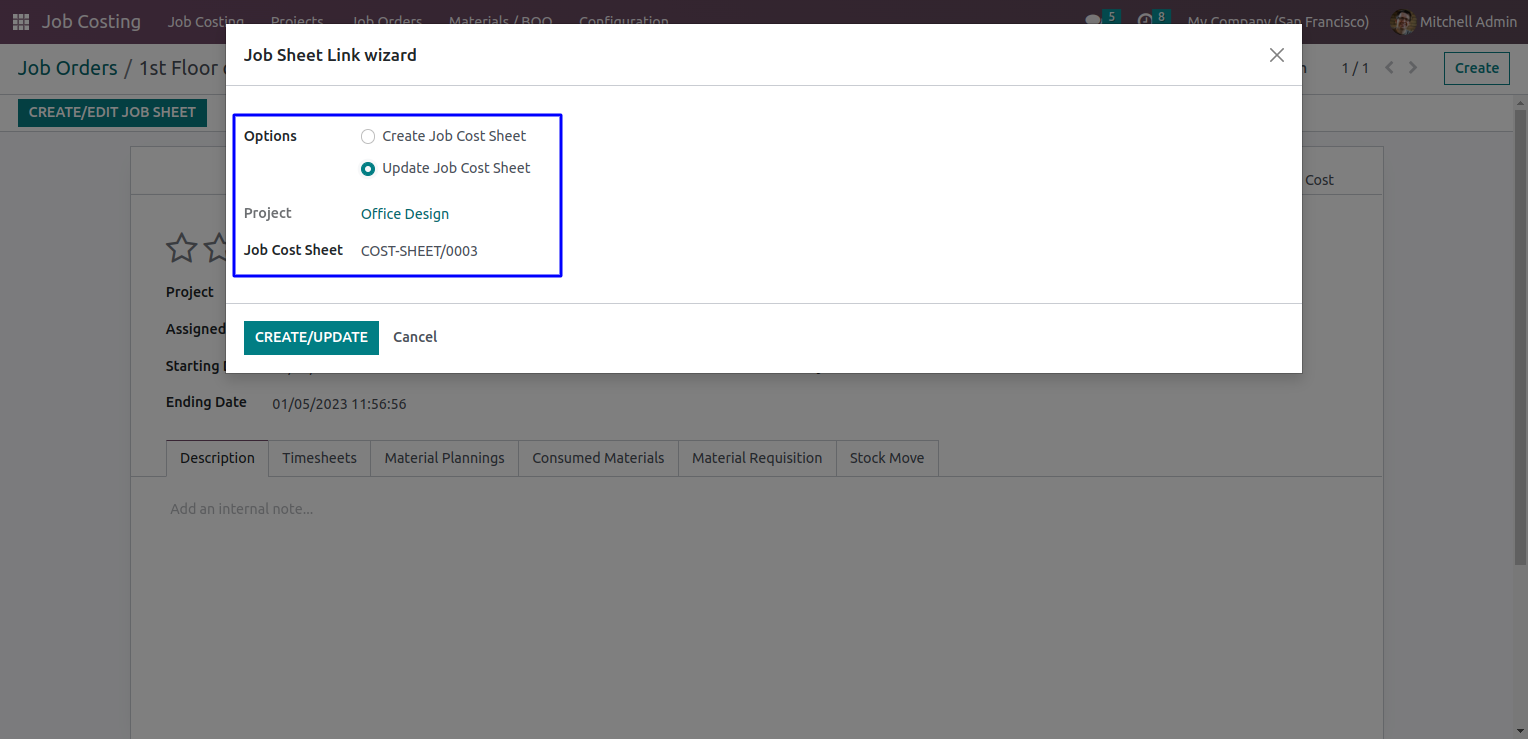 Job Costing Job Costing Projects Job Orders Materials / BOQ Configuration 5 8 My Company (San Francisco) Mitchell Admin
Job Sheet Link wizard
Job Orders / 1st Floor 1 / 1 Create
CREATE/EDIT JOB SHEET
Options Create Job Cost Sheet
Update Job Cost Sheet
Cost
Project Office Design
Job Cost Sheet COST-SHEET/0003
Project
Assigned
CREATE/UPDATE Cancel
Starting
Ending Date 01/05/2023 11:56:56
Description Timesheets Material Plannings Consumed Materials Material Requisition Stock Move
Add an internal note...